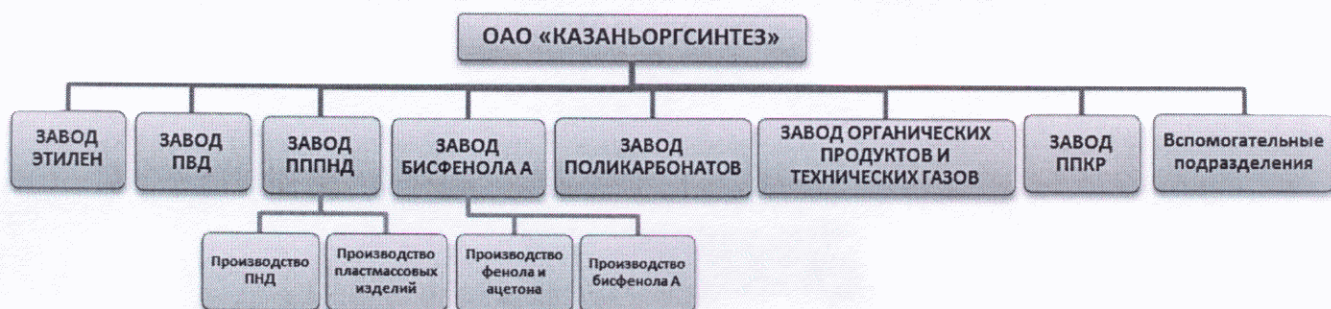 ОАО «КАЗАНЬОРГСИНТЕЗ»
ЗАВОД
ЭТИЛЕН
ЗАВОД
ПВД
ЗАВОД
ПППНД
ЗАВОД
БИСФЕНОЛА А
ЗАВОД
ПОЛИКАРБОНАТОВ
ЗАВОД ОРГАНИЧЕСКИХ
ПРОДУКТОВ И
ТЕХНИЧЕСКИХ ГАЗОВ
ЗАВОД
ППКР
Вспомогательные
подразделения
Производство
ПНД
Производство
пластмассовых
изделий
Производство
фенола и
ацетона
Производство
бисфенола А